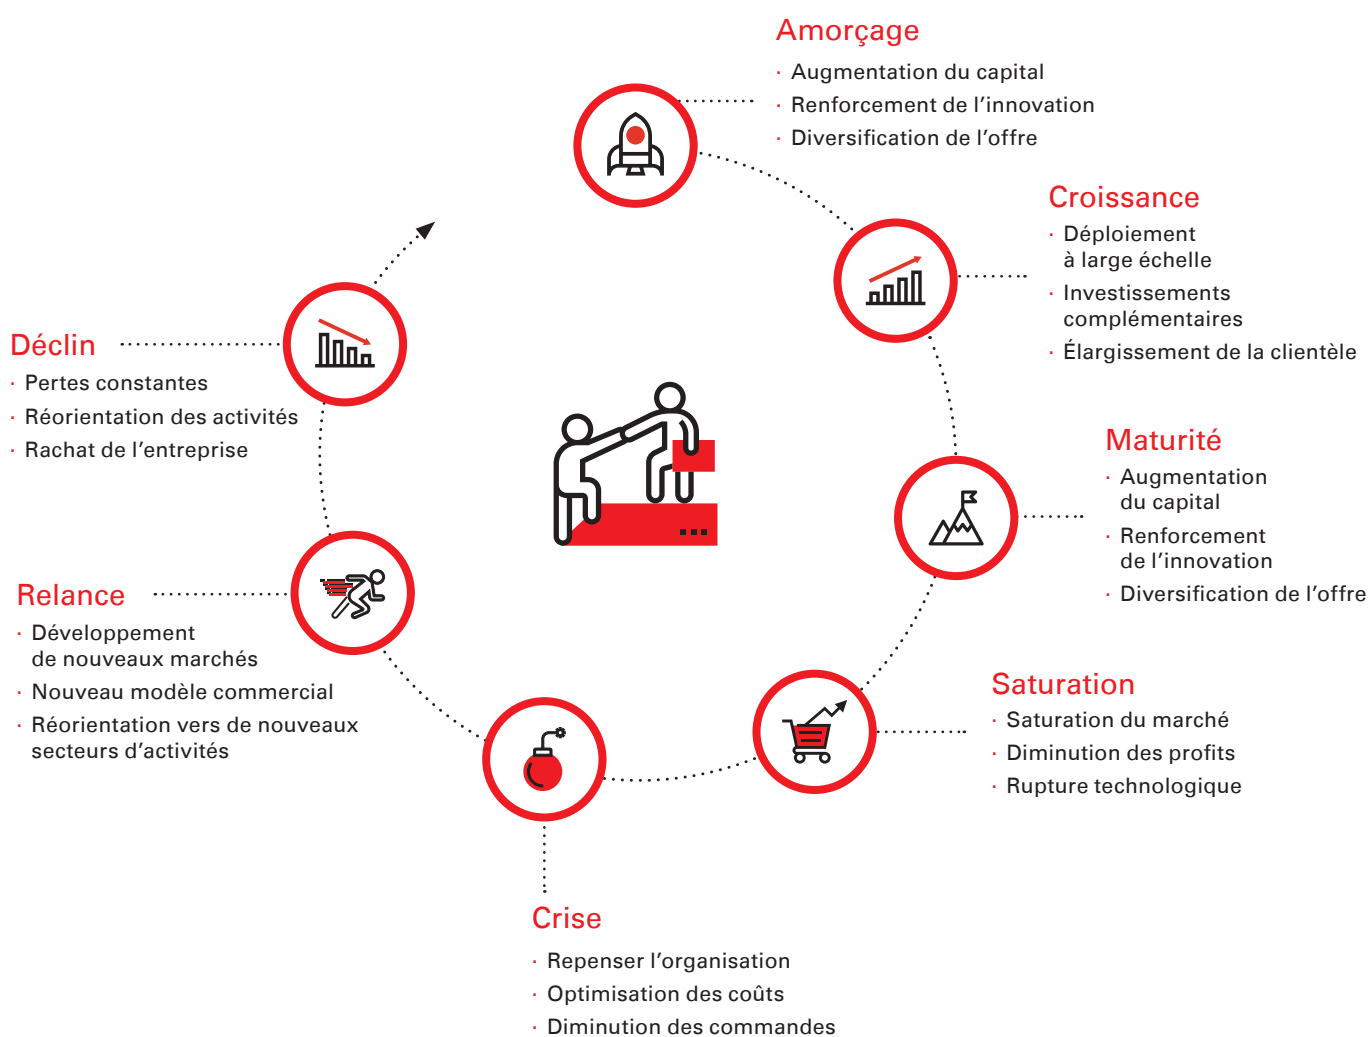 Amorçage
· Augmentation du capital
· Renforcement de l’innovation
· Diversification de l’offre
Croissance
· Déploiement
à large échelle
· Investissements
complémentaires
· Élargissement de la clientèle
Maturité
· Augmentation
du capital
· Renforcement
de l’innovation
· Diversification de l’offre
Saturation
· Saturation du marché
· Diminution des profits
· Rupture technologique
Crise
· Repenser l’organisation
· Optimisation des coûts
· Diminution des commandes
Relance
· Développement
de nouveaux marchés
· Nouveau modèle commercial
· Réorientation vers de nouveaux
secteurs d’activités
Déclin
· Pertes constantes
· Réorientation des activités
· Rachat de l’entreprise